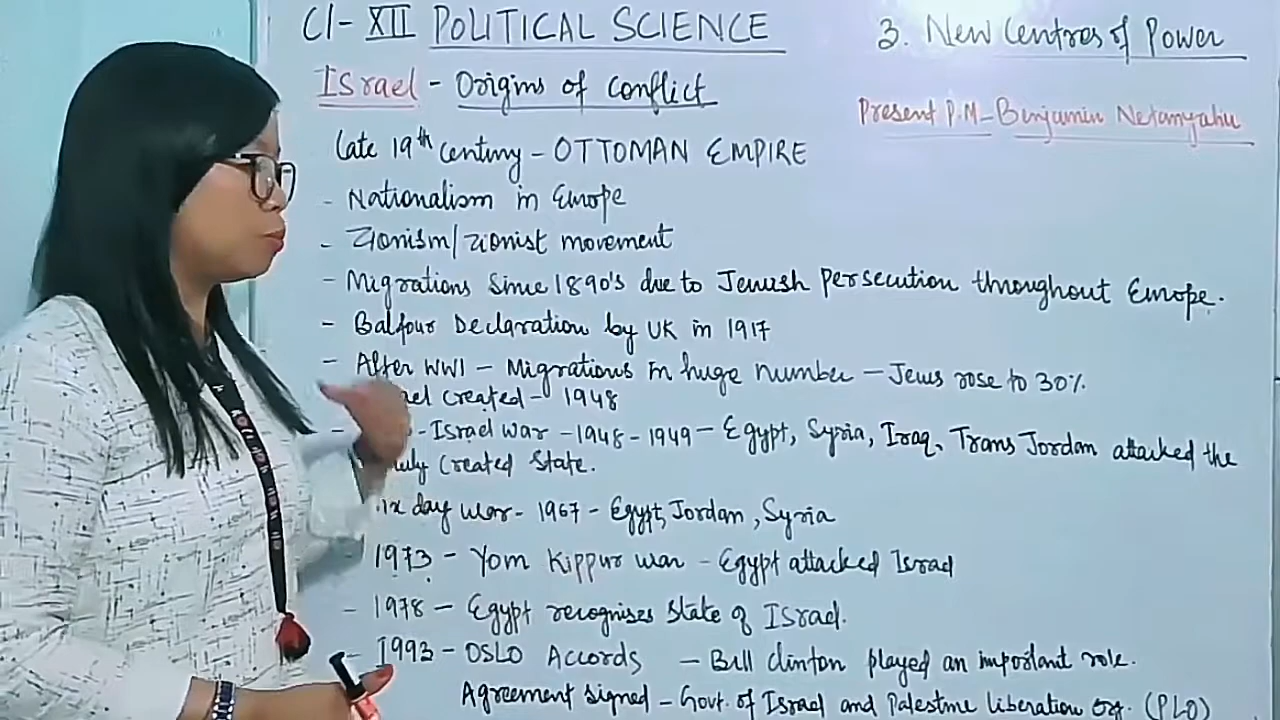 Cl- XII POLITICAL SCIENCE
3. New Centres of Power
Israel - Origins of Conflict
Present P.M - Benjamin Netanyahu
Late 19th century - OTTOMAN EMPIRE
- Nationalism in Europe
- Zionism/Zionist movement
- Migrations since 1890's due to Jewish persecution throughout Europe.
- Balfour Declaration by UK in 1917
- After WWI - Migrations in huge number - Jews rose to 30%
ael created - 1948
- - Israel war - 1948 - 1949 - Egypt, Syria, Iraq, Trans Jordan attacked the
created State.
ix day war - 1967 - Egypt, Jordan, Syria
- 1973 - Yom Kippur war - Egypt attacked Israel
- 1978 - Egypt recognises State of Israel.
- 1993 - OSLO Accords - Bill Clinton played an important role.
Agreement signed - Govt. of Israel and Palestine liberation org. (PLO)